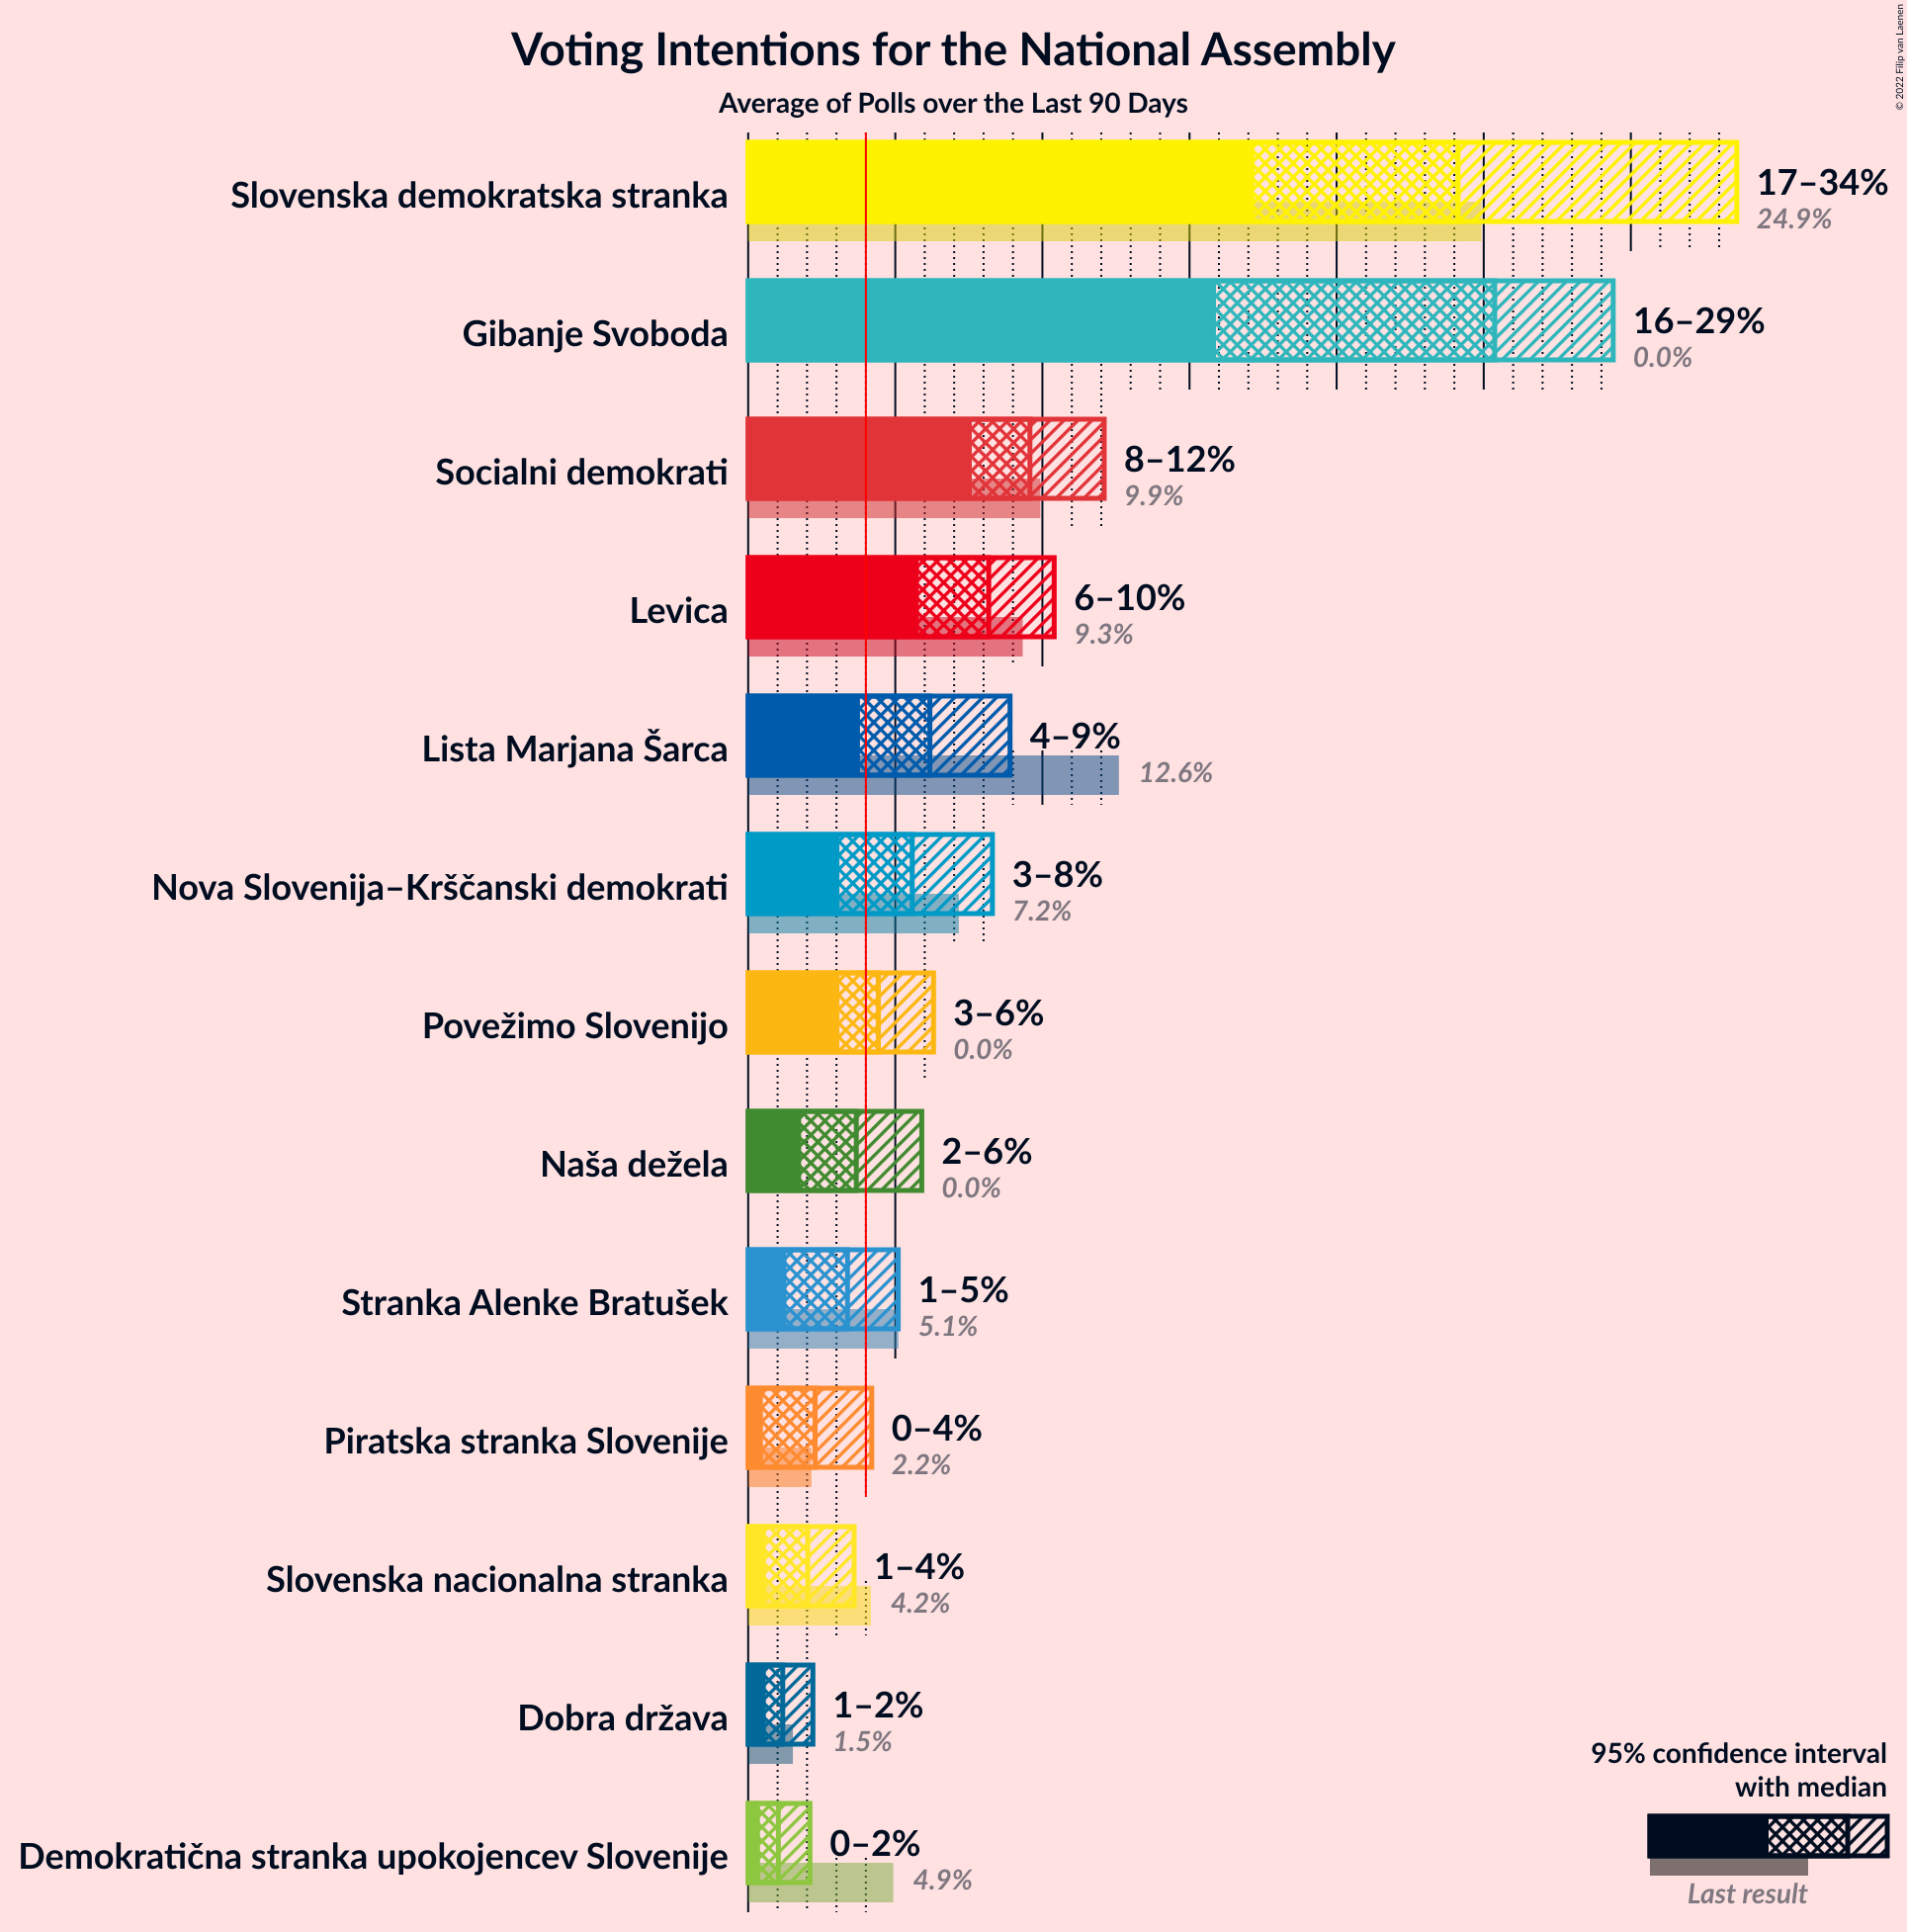 © 2022 Filip van Laenen
Voting Intentions for the National Assembly
Average of Polls over the Last 90 Days
Slovenska demokratska stranka
17–34%
24.9%
Gibanje Svoboda
16–29%
0.0%
Socialni demokrati
8–12%
9.9%
Levica
6–10%
9.3%
Lista Marjana Šarca
4–9%
12.6%
Nova Slovenija–Krščanski demokrati
3–8%
7.2%
Povežimo Slovenijo
3–6%
0.0%
Naša dežela
2–6%
0.0%
Stranka Alenke Bratušek
1–5%
5.1%
Piratska stranka Slovenije
0–4%
2.2%
Slovenska nacionalna stranka
1–4%
4.2%
Dobra država
1–2%
1.5%
Demokratična stranka upokojencev Slovenije
0–2%
4.9%
95% confidence interval
with median
Last result